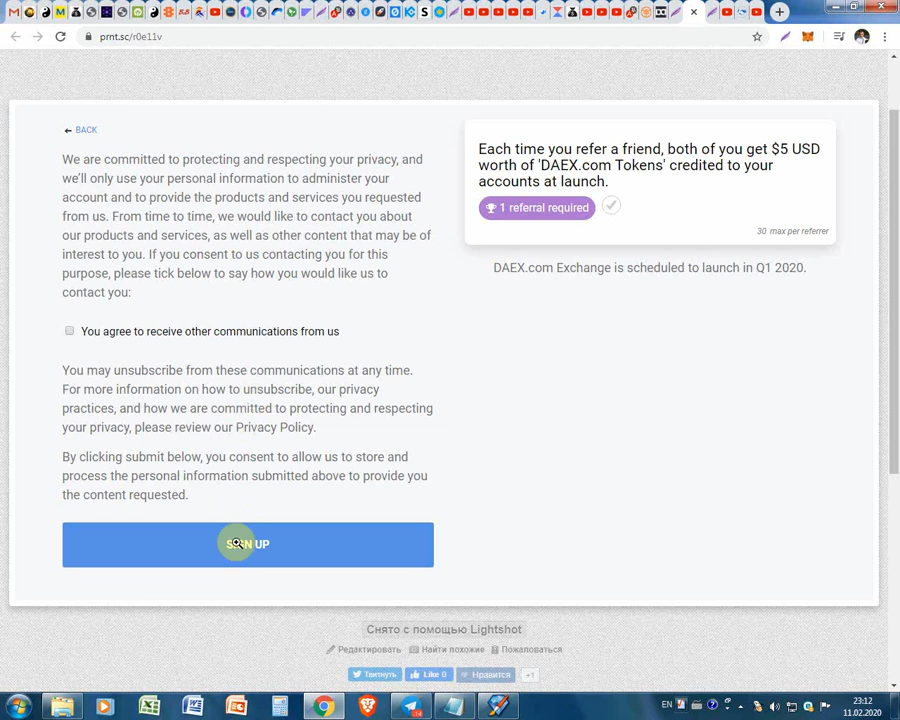 prnt.sc/r0e11v
BACK
We are committed to protecting and respecting your privacy, and
we'll only use your personal information to administer your
account and to provide the products and services you requested
from us. From time to time, we would like to contact you about
our products and services, as well as other content that may be of
interest to you. If you consent to us contacting you for this
purpose, please tick below to say how you would like us to
contact you:
You agree to receive other communications from us
You may unsubscribe from these communications at any time.
For more information on how to unsubscribe, our privacy
practices, and how we are committed to protecting and respecting
your privacy, please review our Privacy Policy.
By clicking submit below, you consent to allow us to store and
process the personal information submitted above to provide you
the content requested.
SIGN UP
Each time you refer a friend, both of you get $5 USD
worth of 'DAEX.com Tokens' credited to your
accounts at launch.
1 referral required
30 max per referrer
DAEX.com Exchange is scheduled to launch in Q1 2020.
Снято с помощью Lightshot
Редактировать Найти похожие Пожаловаться
Твитнуть Like 0 Нравится +1
EN
23:12
11.02.2020